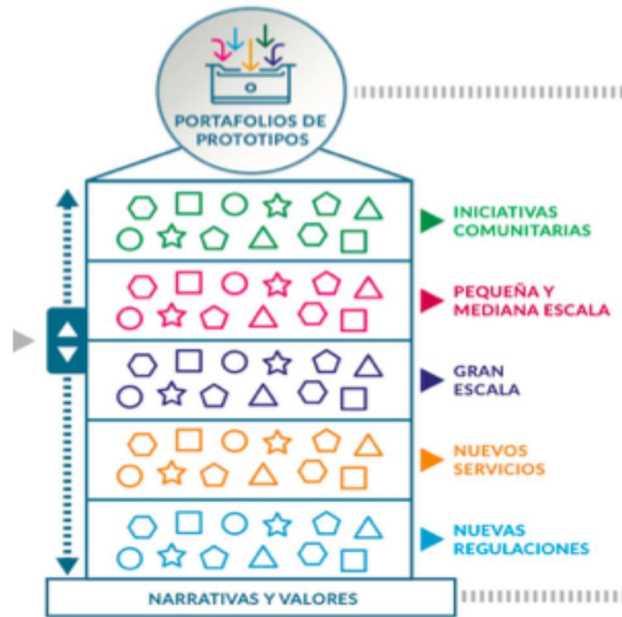 PORTAFOLIOS DE
PROTOTIPOS
INICIATIVAS
COMUNITARIAS
PEQUEÑA Y
MEDIANA ESCALA
GRAN
ESCALA
NUEVOS
SERVICIOS
NUEVAS
REGULACIONES
NARRATIVAS Y VALORES